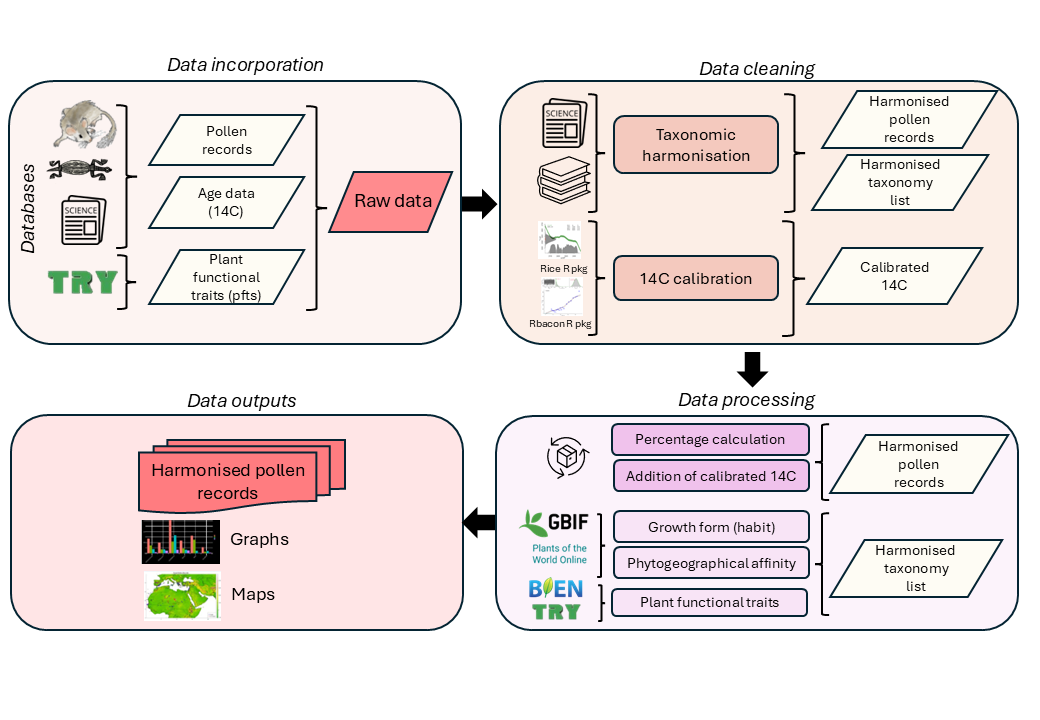 Data incorporation
Databases
SCIENCE
TRY
Pollen
records
Age data
(14C)
Plant
functional
traits (pfts)
Raw data
Data cleaning
SCIENCE
Rice R pkg
Rbacon R pkg
Taxonomic
harmonisation
14C calibration
Harmonised
pollen
records
Harmonised
taxonomy
list
Calibrated
14C
Data processing
Percentage calculation
Addition of calibrated 14C
GBIF
Plants of the
World Online
BIEN
TRY
Growth form (habit)
Phytogeographical affinity
Plant functional traits
Harmonised
pollen
records
Harmonised
taxonomy
list
Data outputs
Harmonised pollen
records
Graphs
Maps